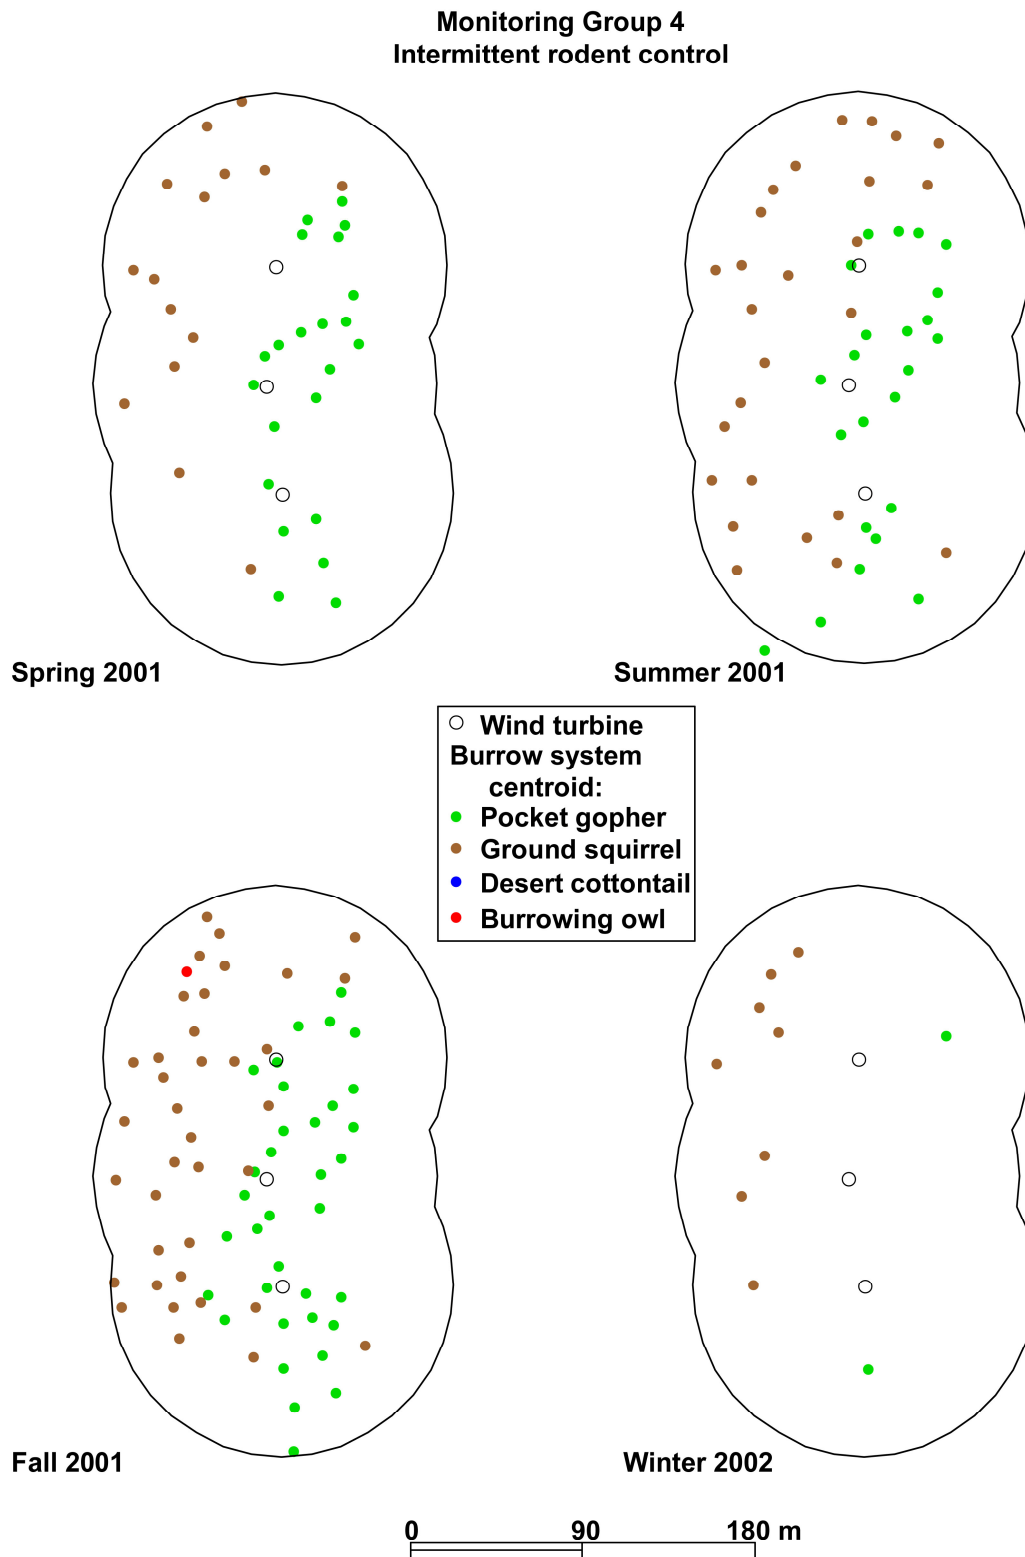 Monitoring Group 4
Intermittent rodent control
Spring 2001
Summer 2001
Wind turbine
Burrow system
centroid:
Pocket gopher
Ground squirrel
Desert cottontail
Burrowing owl
Fall 2001
Winter 2002
0 90 180 m